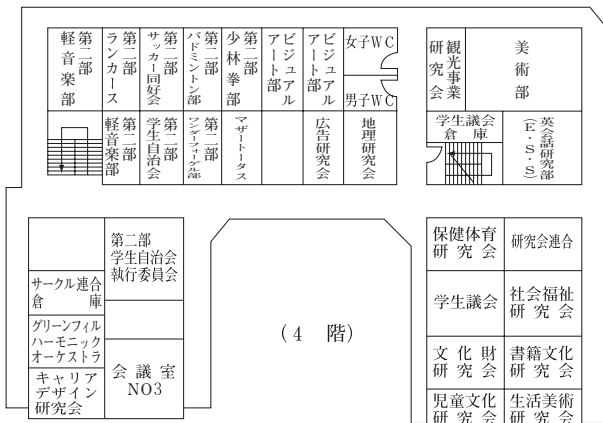 第二部
軽音楽部
第二部
ランカース
第二部
サッカー同好会
第二部
バドミントン部
第二部
少林拳部
ビジュアル
アート部
ビジュアル
アート部
女子WC
男子WC
観光事業
研究会
美術部
第二部
軽音楽部
第二部
学生自治会
第二部
ワンダーフォーゲル部
マザートータス
広告研究会
地理研究会
学生議会
倉庫
英会話研究部
(E・S・S)
第二部
学生自治会
執行委員会
サークル連合
倉庫
グリーンフィル
ハーモニック
オーケストラ
キャリア
デザイン
研究会
会議室
NO3
(4 階)
保健体育
研究会
研究会連合
学生議会
社会福祉
研究会
文化財
研究会
書籍文化
研究会
児童文化
研究会
生活美術
研究会